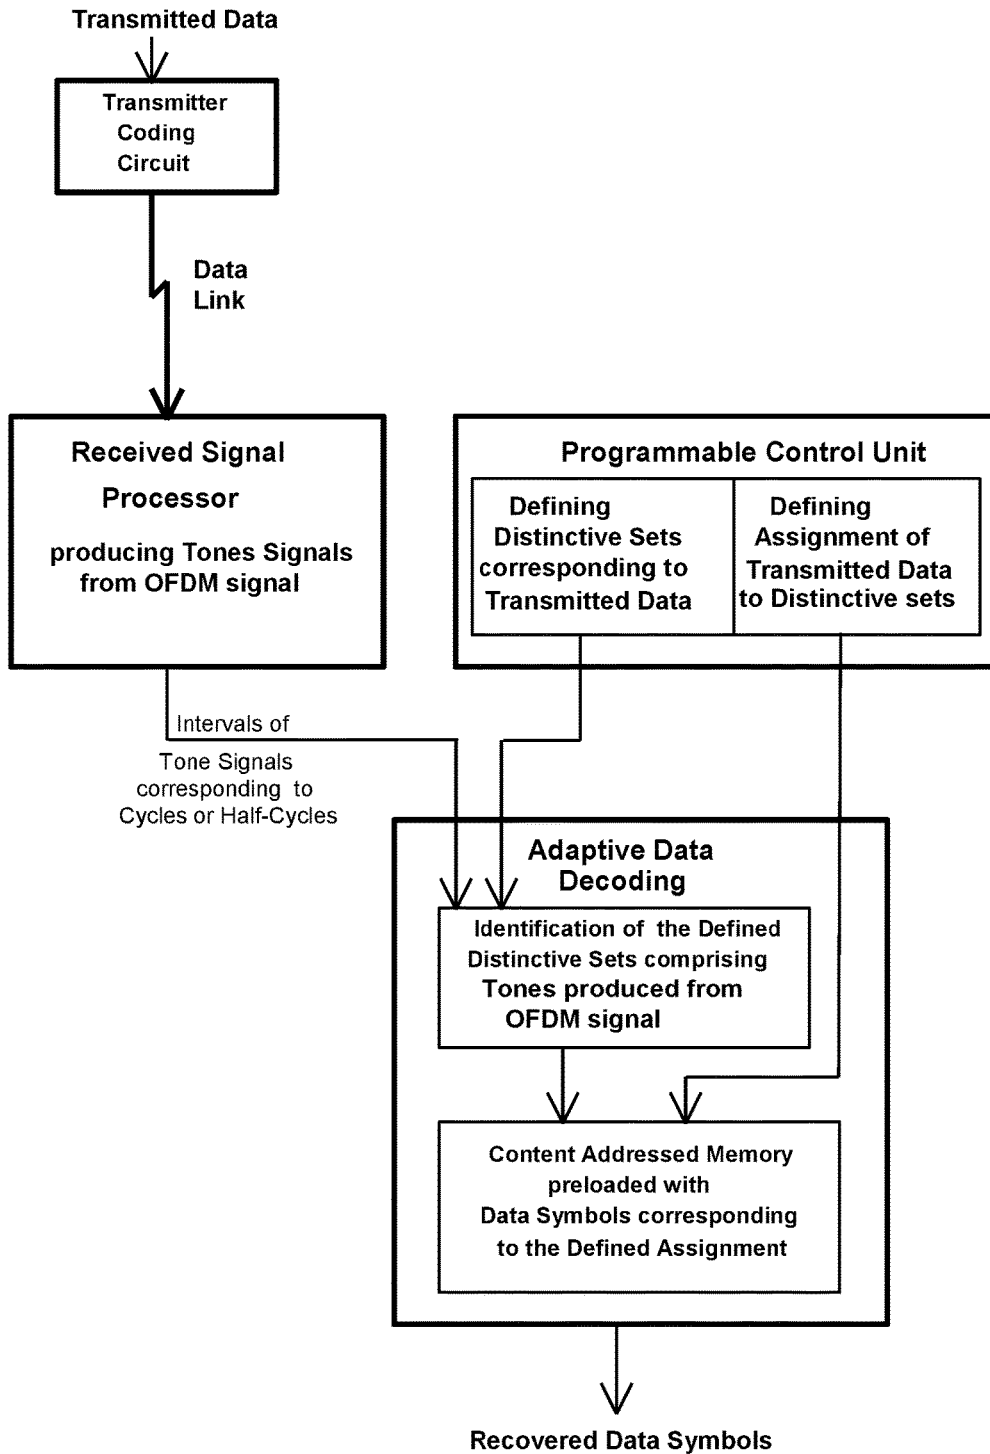 Transmitted Data
Transmitter
Coding
Circuit
Data
Link
Received Signal
Processor
producing Tones Signals
from OFDM signal
Programmable Control Unit
Defining
Distinctive Sets
corresponding to
Transmitted Data
Defining
Assignment of
Transmitted Data
to Distinctive sets
Intervals of
Tone Signals
corresponding to
Cycles or Half-Cycles
Adaptive Data
Decoding
Identification of the Defined
Distinctive Sets comprising
Tones produced from
OFDM signal
Content Addressed Memory
preloaded with
Data Symbols corresponding
to the Defined Assignment
Recovered Data Symbols